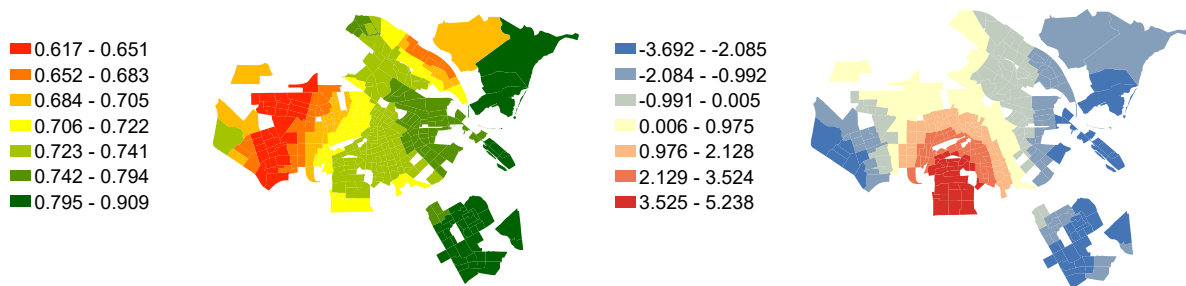 0.617 - 0.651
0.652 - 0.683
0.684 - 0.705
0.706 - 0.722
0.723 - 0.741
0.742 - 0.794
0.795 - 0.909
-3.692 - -2.085
-2.084 - -0.992
-0.991 - 0.005
0.006 - 0.975
0.976 - 2.128
2.129 - 3.524
3.525 - 5.238